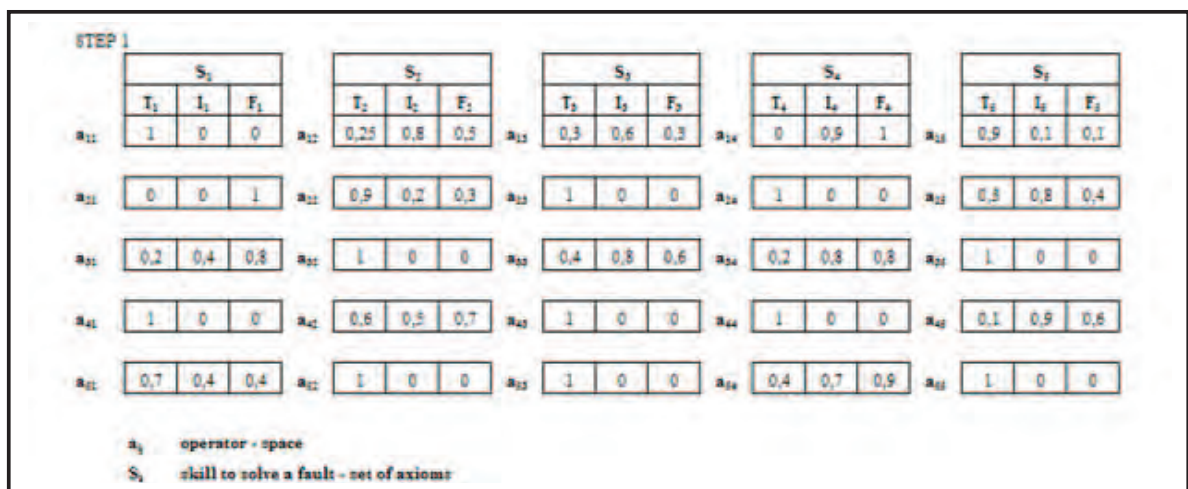 STEP 1
S₁ S₂ S₃ S₄ S₅
T₁ I₁ F₁ T₂ I₂ F₂ T₃ I₃ F₃ T₄ I₄ F₄ T₅ I₅ F₅
a₁₁ 1 0 0 a₁₂ 0,25 0,8 0,5 a₁₃ 0,3 0,6 0,3 a₁₄ 0 0,9 1 a₁₅ 0,9 0,1 0,1
a₂₁ 0 0 1 a₂₂ 0,9 0,2 0,3 a₂₃ 1 0 0 a₂₄ 1 0 0 a₂₅ 0,3 0,8 0,4
a₃₁ 0,2 0,4 0,8 a₃₂ 1 0 0 a₃₃ 0,4 0,8 0,6 a₃₄ 0,2 0,8 0,8 a₃₅ 1 0 0
a₄₁ 1 0 0 a₄₂ 0,6 0,5 0,7 a₄₃ 1 0 0 a₄₄ 1 0 0 a₄₅ 0,1 0,9 0,6
a₅₁ 0,7 0,4 0,4 a₅₂ 1 0 0 a₅₃ 1 0 0 a₅₄ 0,4 0,7 0,9 a₅₅ 1 0 0
operator - space
skill to solve a fault - set of axioms